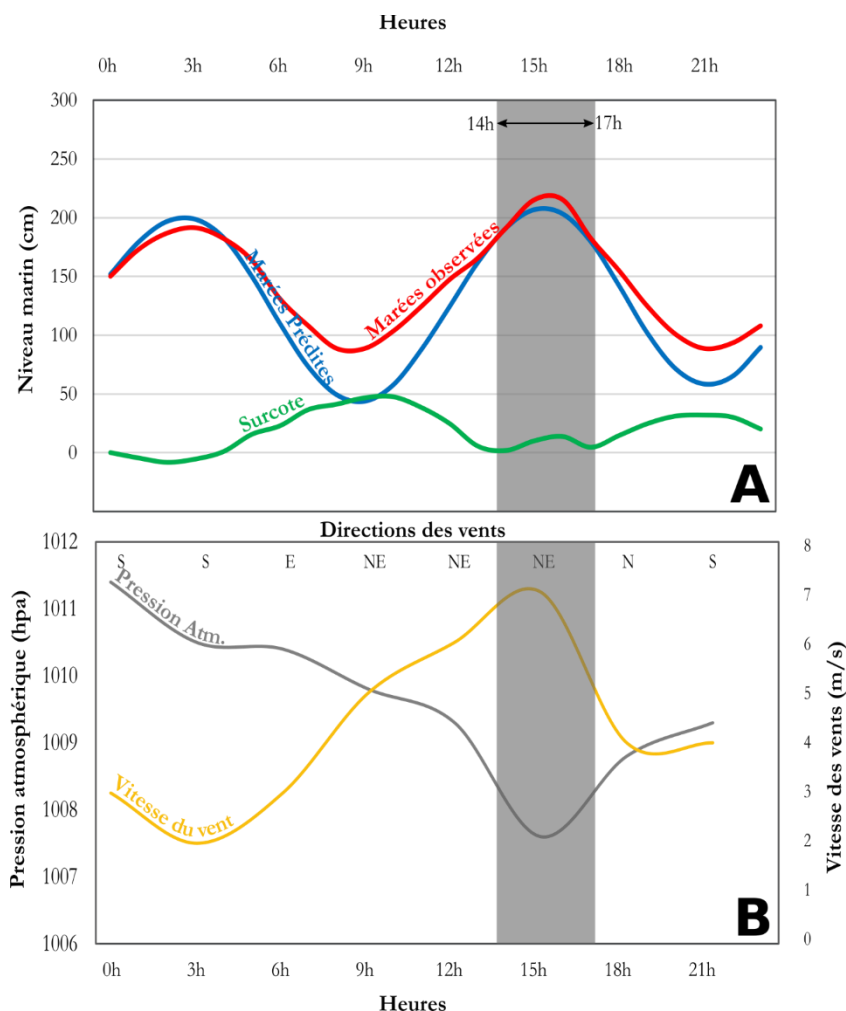 Heures
0h 3h 6h 9h 12h 15h 18h 21h
300
14h 17h
250
200
150
100
50
0
Niveau marin (cm)
Marées Prédites
Marées observées
Surcote
A
Directions des vents
S S E NE NE NE N S
1012
1011
1010
1009
1008
1007
1006
Pression atmosphérique (hpa)
Pression Atm.
Vitesse du vent
8
7
6
5
4
3
2
1
0
Vitesse des vents (m/s)
B
0h 3h 6h 9h 12h 15h 18h 21h
Heures